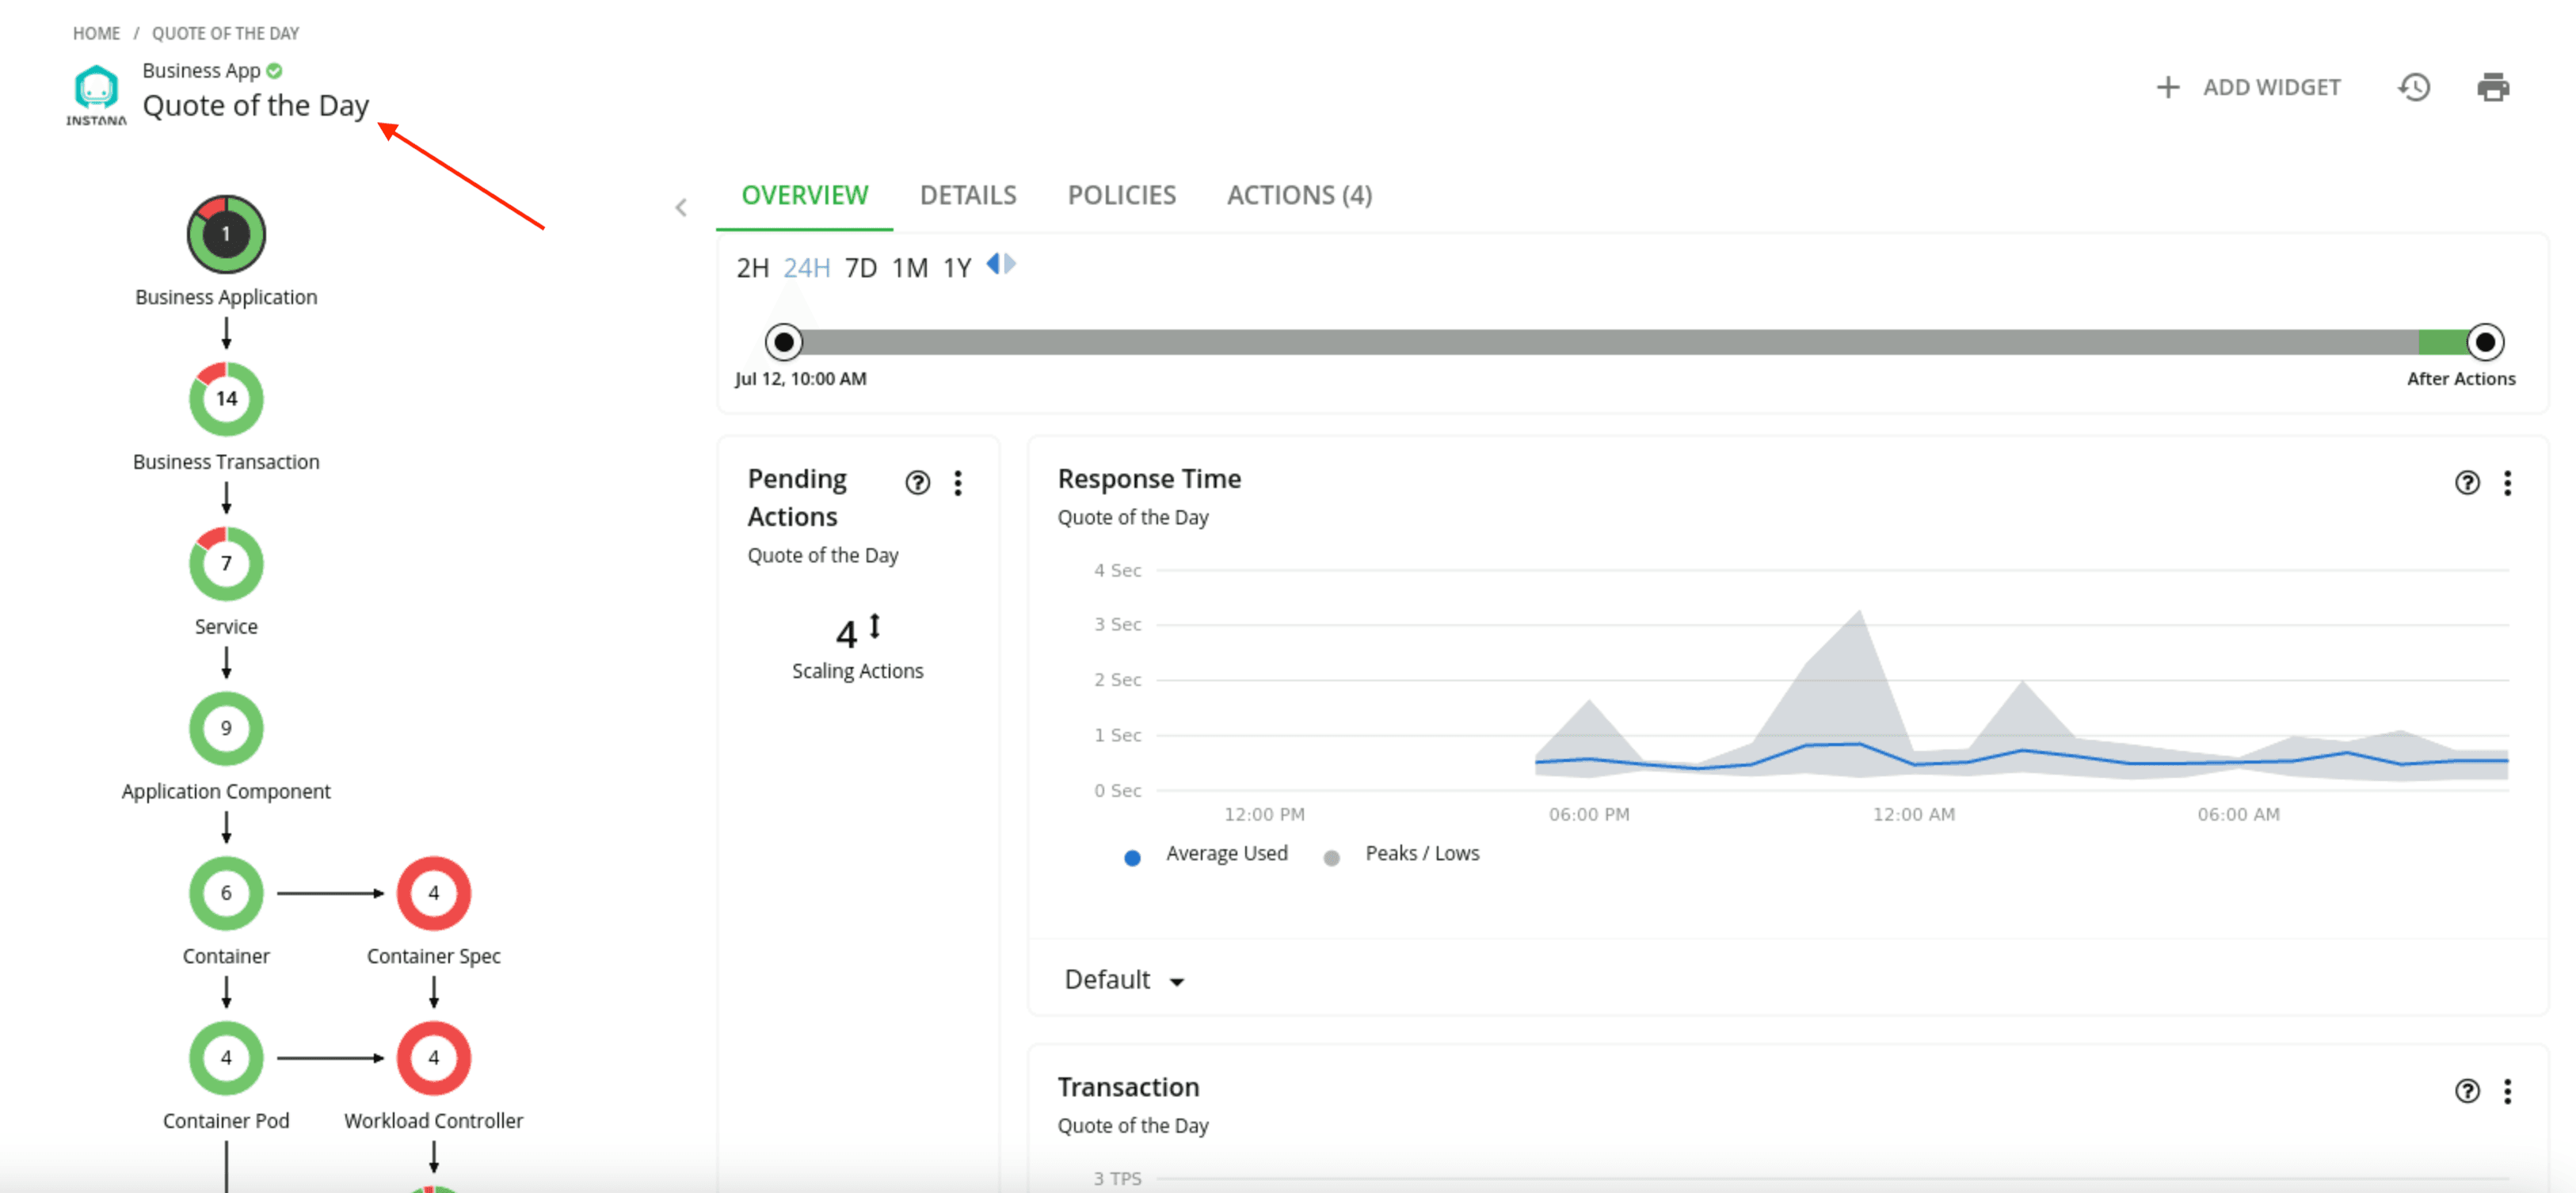 HOME / QUOTE OF THE DAY
INSTANA
Business App
Quote of the Day
ADD WIDGET
1
Business Application
14
Business Transaction
7
Service
9
Application Component
6
4
Container
Container Spec
4
4
Container Pod
Workload Controller
OVERVIEW DETAILS POLICIES ACTIONS (4)
2H 24H 7D 1M 1Y
Jul 12, 10:00 AM
After Actions
Pending
Actions
Quote of the Day
4
Scaling Actions
Response Time
Quote of the Day
4 Sec
3 Sec
2 Sec
1 Sec
0 Sec
12:00 PM 06:00 PM 12:00 AM 06:00 AM
Average Used Peaks / Lows
Default
Transaction
Quote of the Day
3 TPS